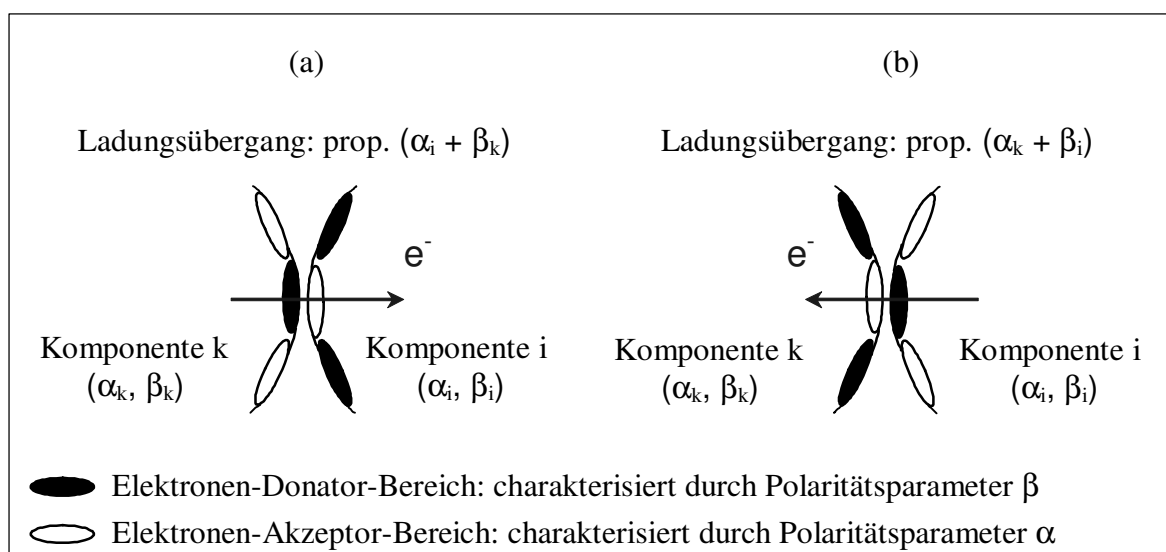 (a)
Ladungsübergang: prop. (αi + βk)
e-
Komponente k
(αk, βk)
Komponente i
(αi, βi)
(b)
Ladungsübergang: prop. (αk + βi)
e-
Komponente k
(αk, βk)
Komponente i
(αi, βi)
Elektronen-Donator-Bereich: charakterisiert durch Polaritätsparameter β
Elektronen-Akzeptor-Bereich: charakterisiert durch Polaritätsparameter α